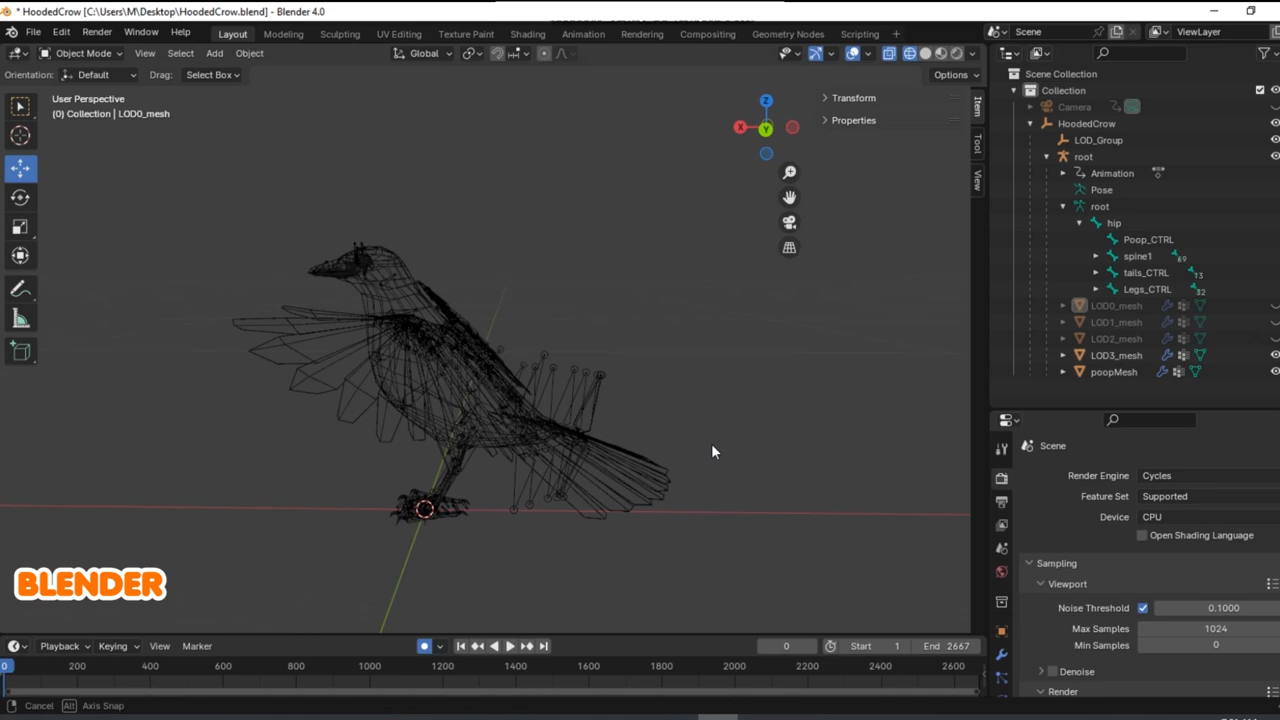 * HoodedCrow [C:\Users\M\Desktop\HoodedCrow.blend] - Blender 4.0
File Edit Render Window Help Layout Modeling Sculpting UV Editing Texture Paint Shading Animation Rendering Compositing Geometry Nodes Scripting + Scene ViewLayer
Object Mode View Select Add Object Global
Orientation: Default Drag: Select Box Options
User Perspective
(0) Collection | LOD0_mesh
Z
X
Y
Transform
Properties
Item
Tool
View
Scene Collection
Collection
Camera
HoodedCrow
LOD_Group
root
Animation
Pose
root
hip
Poop_CTRL
spine1 69
tails_CTRL 13
Legs_CTRL 32
LOD0_mesh
LOD1_mesh
LOD2_mesh
LOD3_mesh
poopMesh
Scene
Render Engine Cycles
Feature Set Supported
Device CPU
Open Shading Language
Sampling
Viewport
Noise Threshold 0.1000
Max Samples 1024
Min Samples 0
Denoise
Render
BLENDER
Playback Keying View Marker 0 Start 1 End 2667
0 200 400 600 800 1000 1200 1400 1600 1800 2000 2200 2400 2600
Cancel Alt Axis Snap